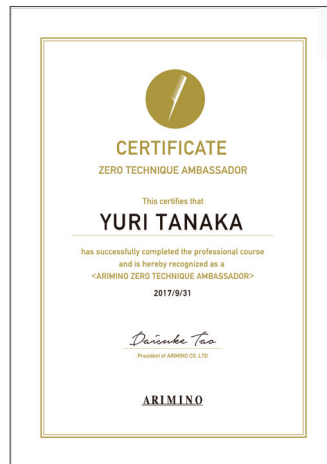 CERTIFICATE
ZERO TECHNIQUE AMBASSADOR
This certifies that
YURI TANAKA
has successfully completed the professional course
and is hereby recognized as a
<ARIMINO ZERO TECHNIQUE AMBASSADOR>
2017/9/31
Daisuke Tao
President of ARIMINO CO.,LTD
ARIMINO